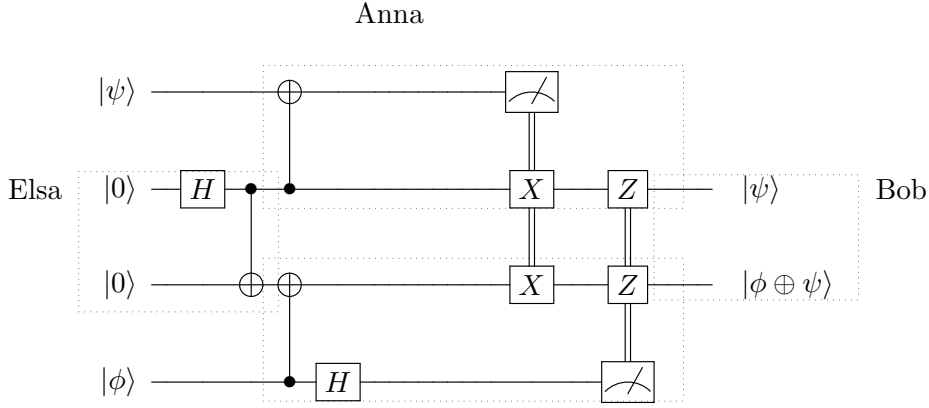 Anna
|ψ⟩
Elsa |0⟩ H X Z |ψ⟩ Bob
|0⟩ X Z |ϕ ⊕ ψ⟩
|ϕ⟩ H